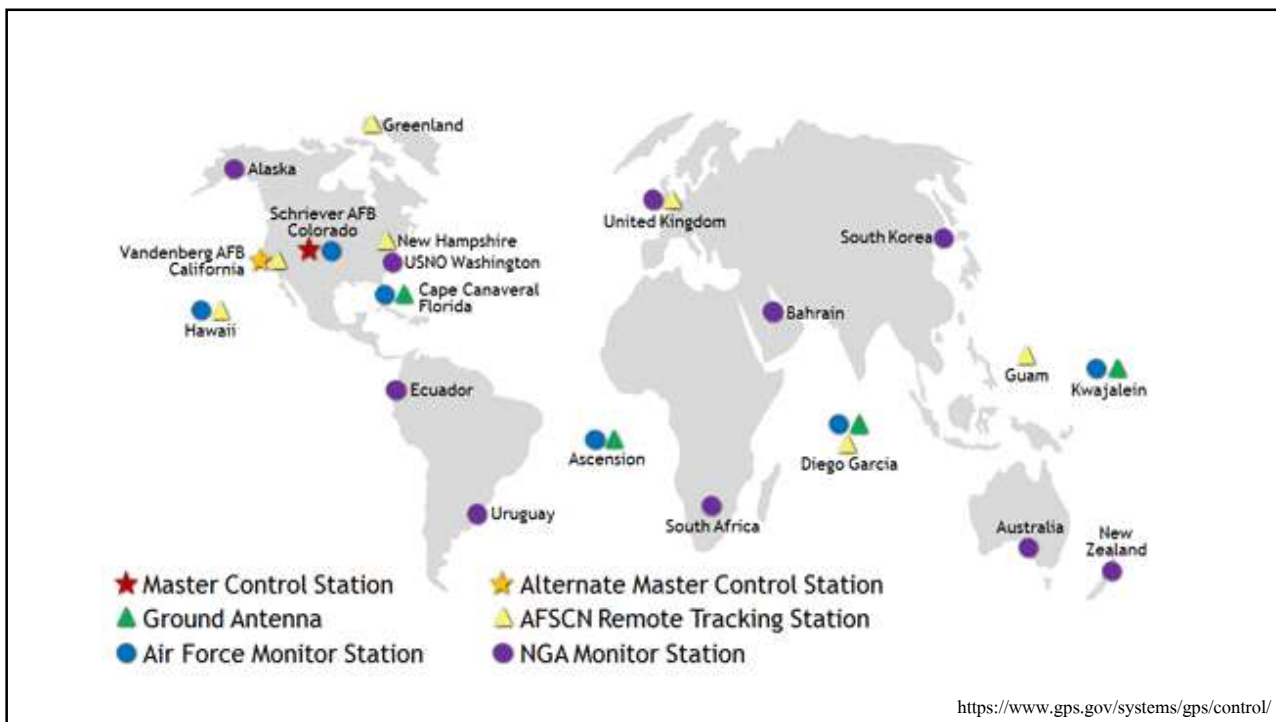 Greenland
Alaska
Schriever AFB
Colorado
Vandenberg AFB
California
New Hampshire
USNO Washington
Cape Canaveral
Florida
Hawaii
United Kingdom
South Korea
Bahrain
Guam
Kwajalein
Ecuador
Ascension
Diego Garcia
Uruguay
South Africa
Australia
New
Zealand
Master Control Station
Alternate Master Control Station
Ground Antenna
AFSCN Remote Tracking Station
Air Force Monitor Station
NGA Monitor Station
https://www.gps.gov/systems/gps/control/